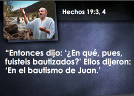 Hechos 19:3, 4
“Entonces dijo: ‘¿En qué, pues,
fuisteis bautizados?’ Ellos dijeron:
‘En el bautismo de Juan.’